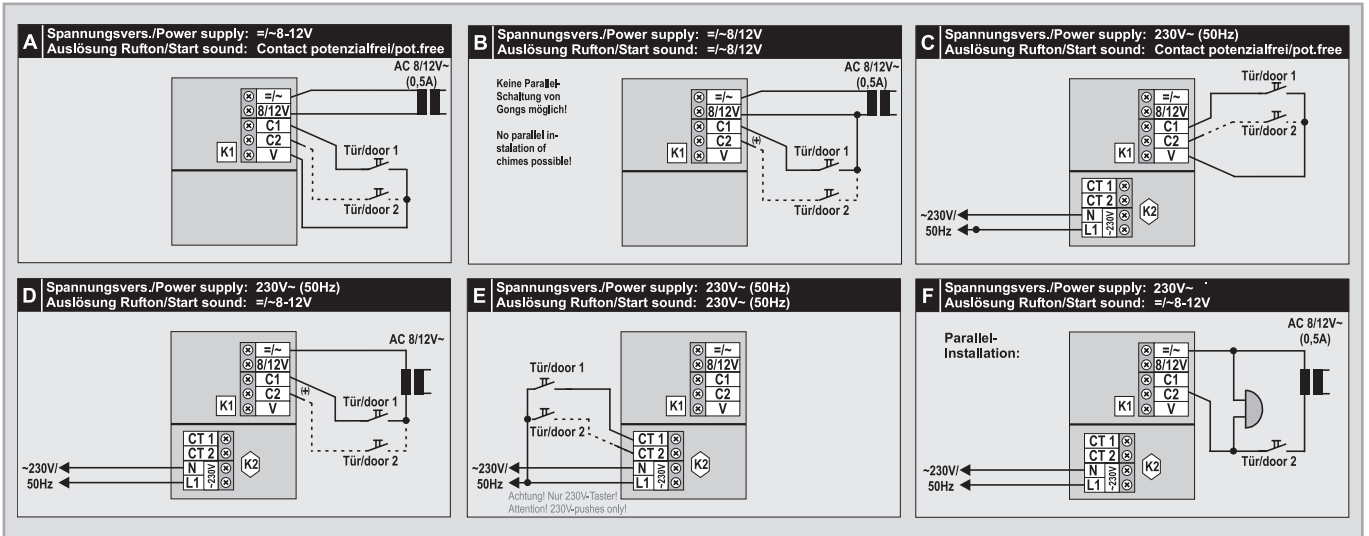 A Spannungsvers./Power supply: =/~8-12V
Auslösung Rufton/Start sound: Contact potenzialfrei/pot.free
AC 8/12V~
(0,5A)
=/~
8/12V
C1
C2
V
K1
Tür/door 1
Tür/door 2
B Spannungsvers./Power supply: =/~8/12V
Auslösung Rufton/Start sound: =/~8/12V
Keine Parallel-
Schaltung von
Gongs möglich!
No parallel in-
stalation of
chimes possible!
AC 8/12V~
(0,5A)
=/~
8/12V
C1
C2
V
K1
(+)
Tür/door 1
Tür/door 2
C Spannungsvers./Power supply: 230V~ (50Hz)
Auslösung Rufton/Start sound: Contact potenzialfrei/pot.free
Tür/door 1
Tür/door 2
=/~
8/12V
C1
C2
V
K1
CT 1
CT 2
N
L1
~230V
K2
~230V/
50Hz
D Spannungsvers./Power supply: 230V~ (50Hz)
Auslösung Rufton/Start sound: =/~8-12V
AC 8/12V~
=/~
8/12V
C1
C2
V
K1
(+)
Tür/door 1
Tür/door 2
CT 1
CT 2
N
L1
~230V
K2
~230V/
50Hz
E Spannungsvers./Power supply: 230V~ (50Hz)
Auslösung Rufton/Start sound: 230V~ (50Hz)
Tür/door 1
Tür/door 2
=/~
8/12V
C1
C2
V
K1
CT 1
CT 2
N
L1
~230V
K2
~230V/
50Hz
Achtung! Nur 230V-Taster!
Attention! 230V-pushes only!
F Spannungsvers./Power supply: 230V~
Auslösung Rufton/Start sound: =/~8-12V
Parallel-
Installation:
AC 8/12V~
(0,5A)
=/~
8/12V
C1
C2
V
K1
Tür/door 2
CT 1
CT 2
N
L1
~230V
K2
~230V/
50Hz